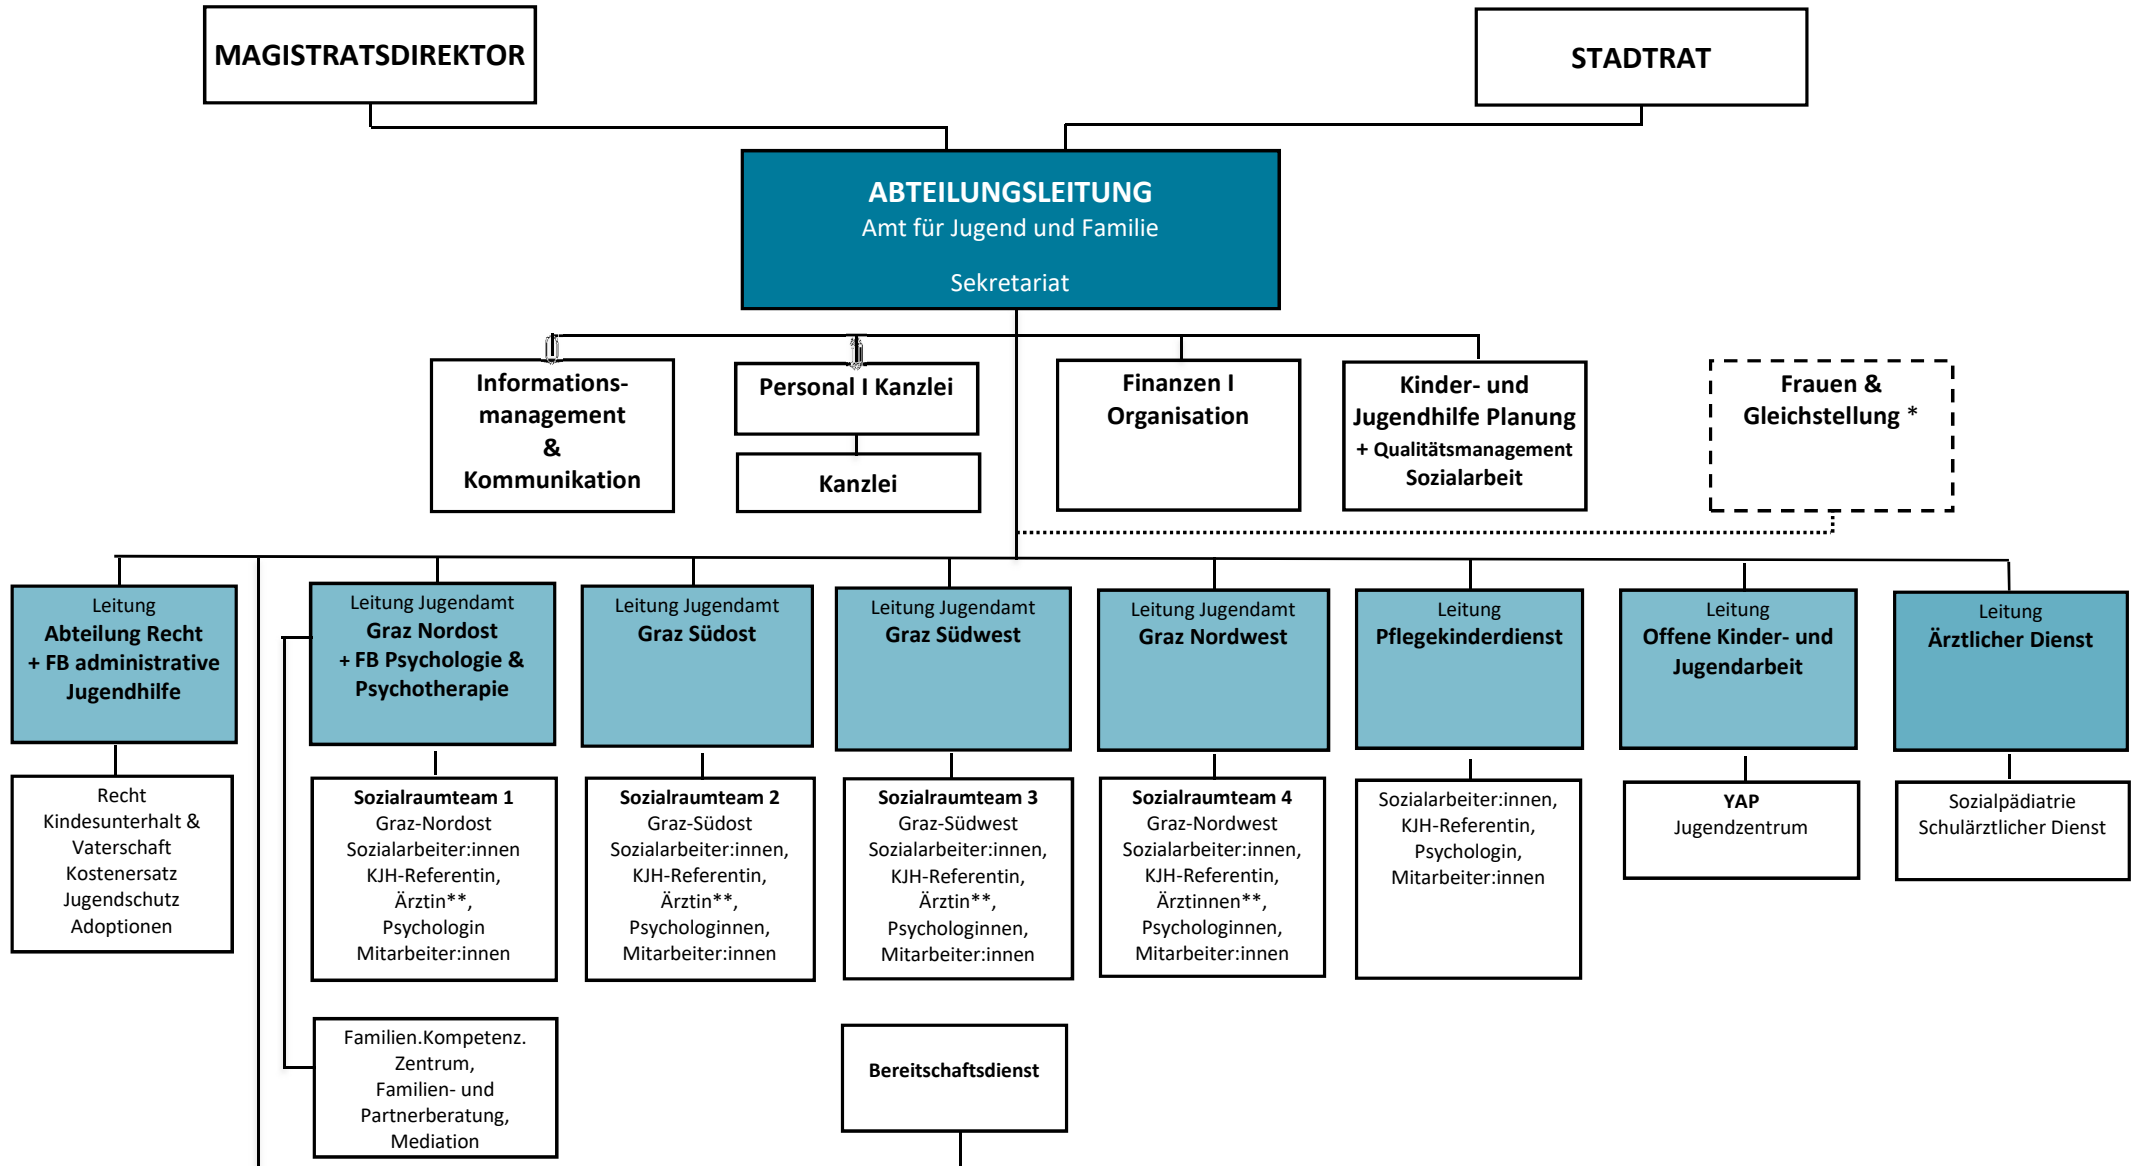 MAGISTRATSDIREKTOR
STADTRAT
ABTEILUNGSLEITUNG
Amt für Jugend und Familie
Sekretariat
Informations-
management
&
Kommunikation
Personal I Kanzlei
Kanzlei
Finanzen I
Organisation
Kinder- und
Jugendhilfe Planung
+ Qualitätsmanagement
Sozialarbeit
Frauen &
Gleichstellung *
Leitung
Abteilung Recht
+ FB administrative
Jugendhilfe
Leitung Jugendamt
Graz Nordost
+ FB Psychologie &
Psychotherapie
Leitung Jugendamt
Graz Südost
Leitung Jugendamt
Graz Südwest
Leitung Jugendamt
Graz Nordwest
Leitung
Pflegekinderdienst
Leitung
Offene Kinder- und
Jugendarbeit
Leitung
Ärztlicher Dienst
Recht
Kindesunterhalt &
Vaterschaft
Kostenersatz
Jugendschutz
Adoptionen
Sozialraumteam 1
Graz-Nordost
Sozialarbeiter:innen
KJH-Referentin,
Ärztin**,
Psychologin
Mitarbeiter:innen
Sozialraumteam 2
Graz-Südost
Sozialarbeiter:innen,
KJH-Referentin,
Ärztin**,
Psychologinnen,
Mitarbeiter:innen
Sozialraumteam 3
Graz-Südwest
Sozialarbeiter:innen,
KJH-Referentin,
Ärztin**,
Psychologinnen,
Mitarbeiter:innen
Sozialraumteam 4
Graz-Nordwest
Sozialarbeiter:innen,
KJH-Referentin,
Ärztinnen**,
Psychologinnen,
Mitarbeiter:innen
Sozialarbeiter:innen,
KJH-Referentin,
Psychologin,
Mitarbeiter:innen
YAP
Jugendzentrum
Sozialpädiatrie
Schulärztlicher Dienst
Familien.Kompetenz.
Zentrum,
Familien- und
Partnerberatung,
Mediation
Bereitschaftsdienst